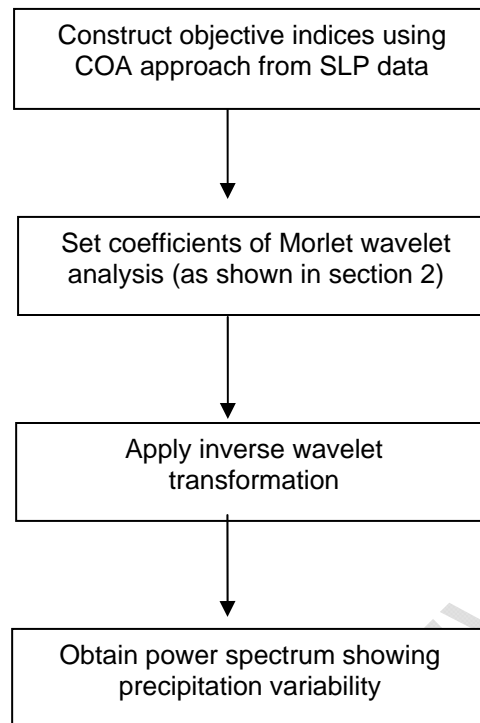 Construct objective indices using
COA approach from SLP data
Set coefficients of Morlet wavelet
analysis (as shown in section 2)
Apply inverse wavelet
transformation
Obtain power spectrum showing
precipitation variability